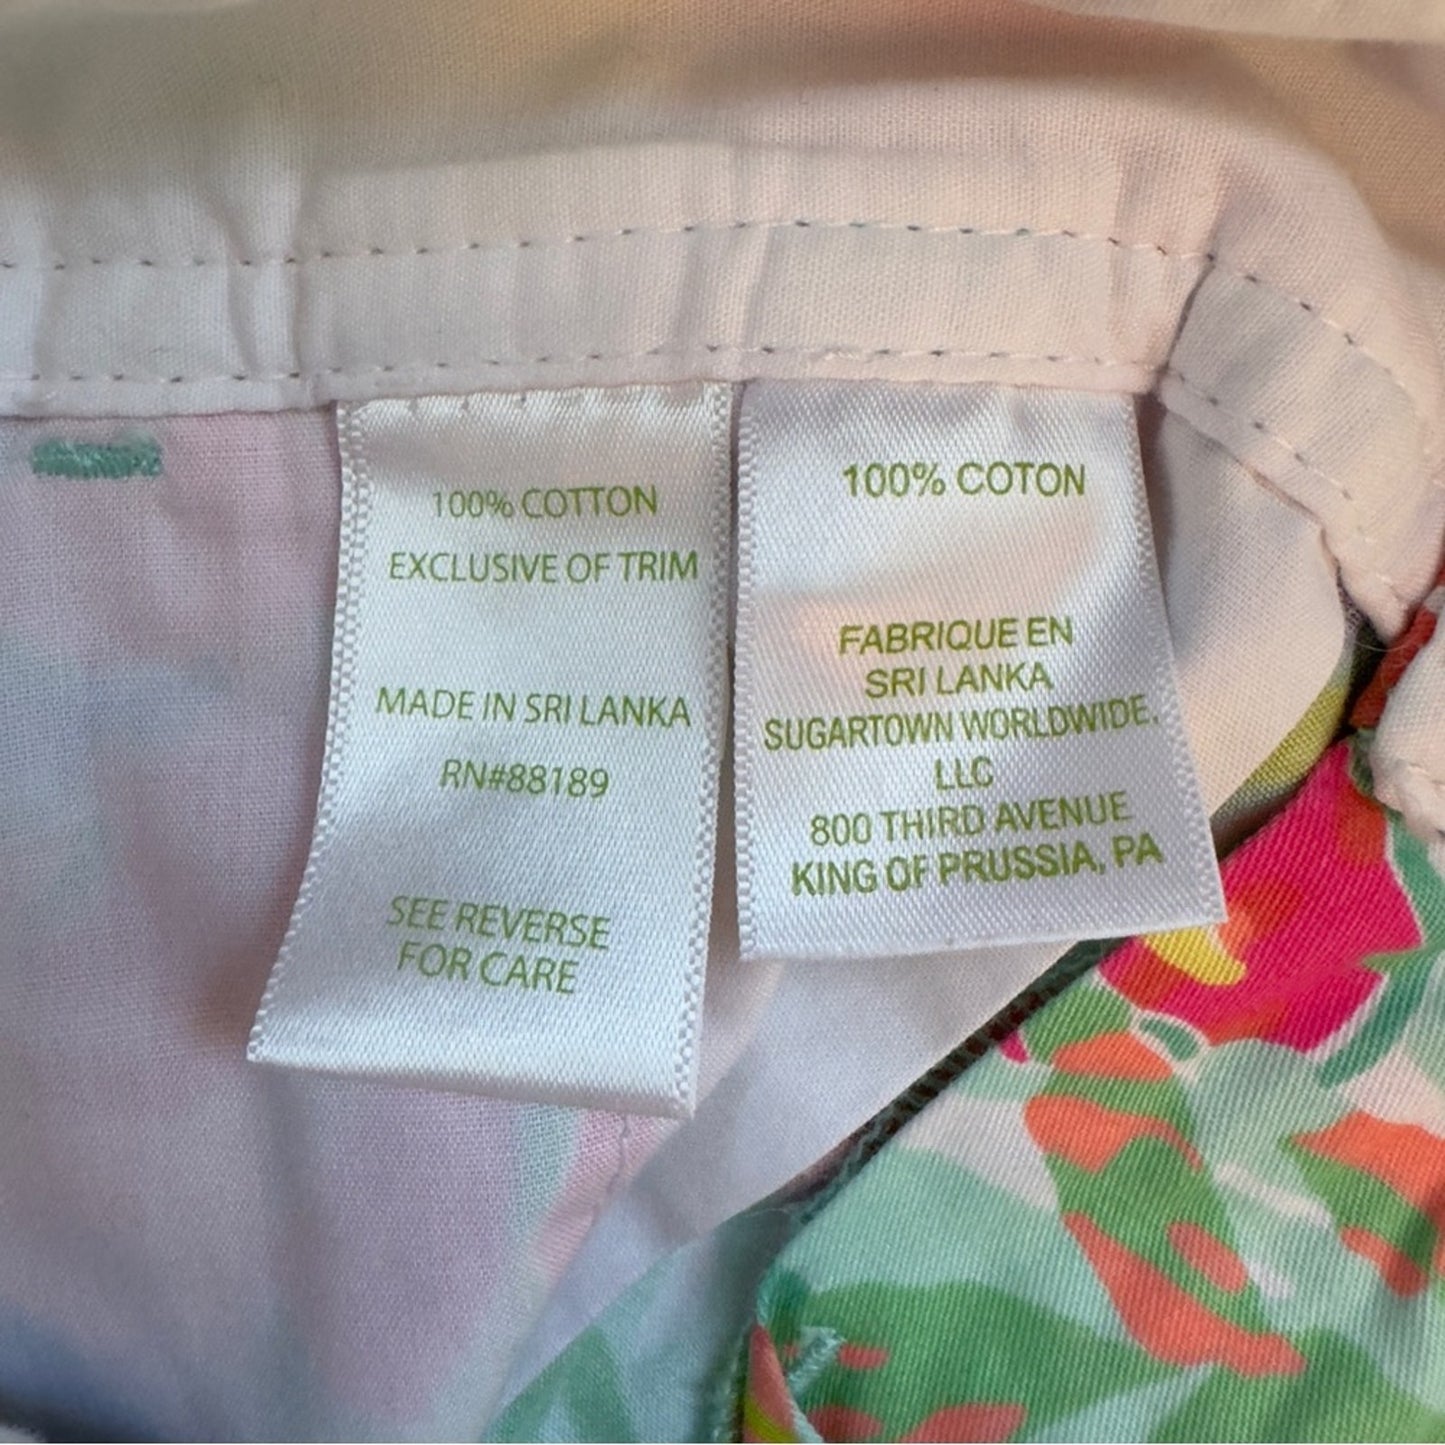 100% COTTON
EXCLUSIVE OF TRIM
MADE IN SRI LANKA
RN#88189
SEE REVERSE
FOR CARE
100% COTON
FABRIQUE EN
SRI LANKA
SUGARTOWN WORLDWIDE,
LLC
800 THIRD AVENUE
KING OF PRUSSIA, PA